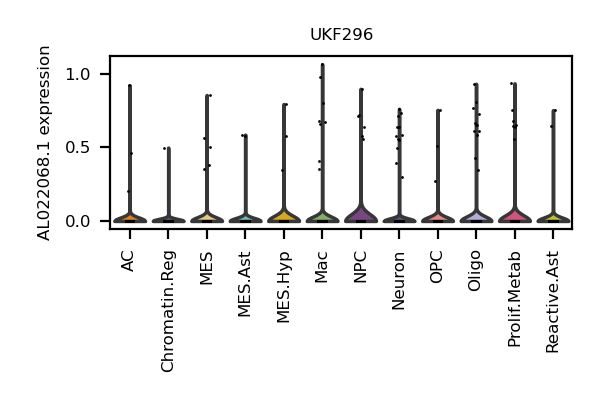 UKF296
AL022068.1 expression
1.0
0.5
0.0
AC
Chromatin.Reg
MES
MES.Ast
MES.Hyp
Mac
NPC
Neuron
OPC
Oligo
Prolif.Metab
Reactive.Ast